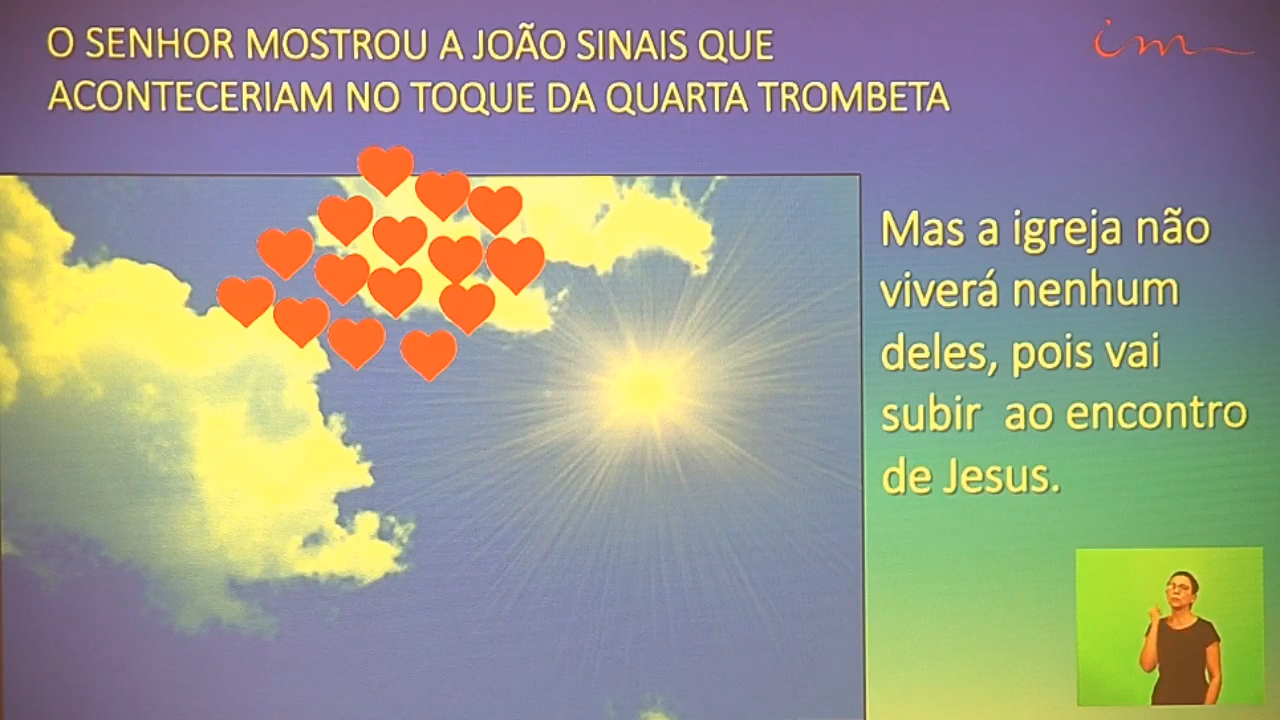 O SENHOR MOSTROU A JOÃO SINAIS QUE
ACONTECERIAM NO TOQUE DA QUARTA TROMBETA
im
Mas a igreja não
viverá nenhum
deles, pois vai
subir ao encontro
de Jesus.